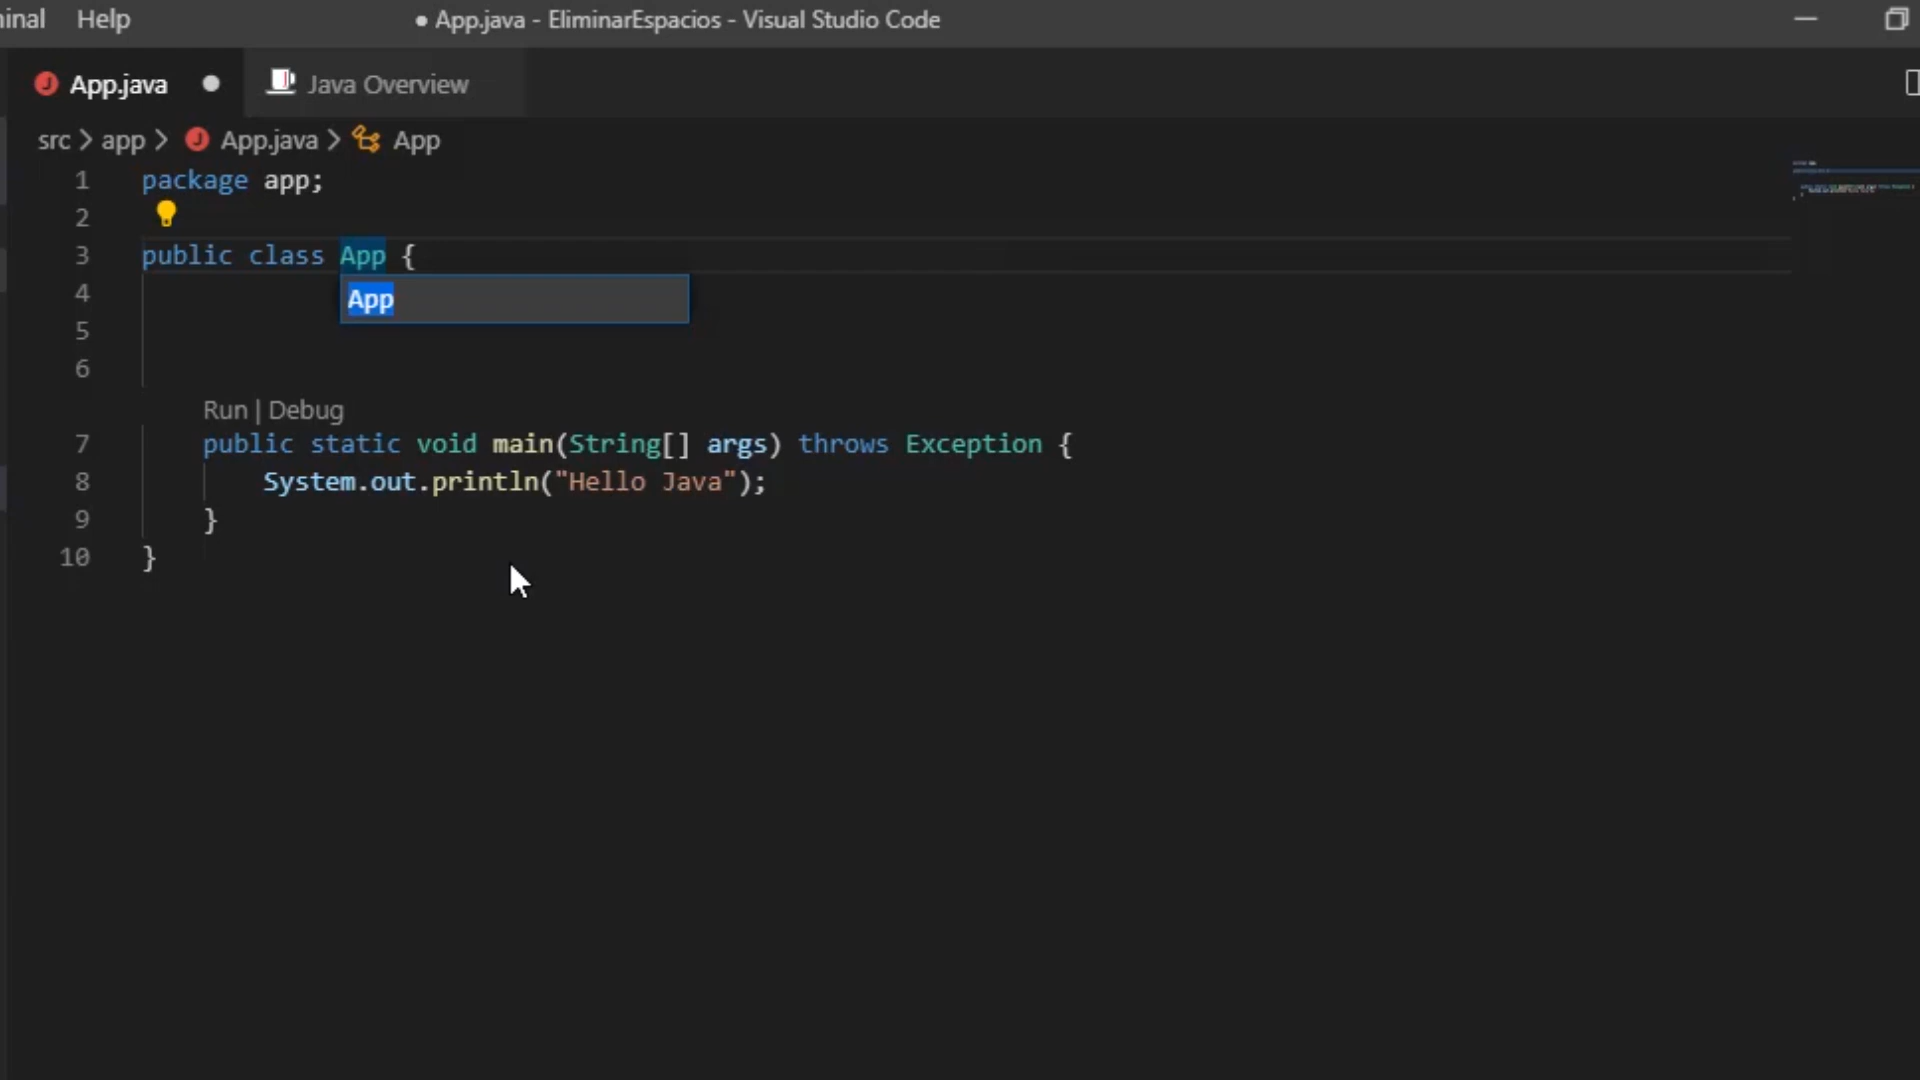 Help
● App.java - EliminarEspacios - Visual Studio Code
App.java ●
Java Overview
src > app > App.java > App
1 package app;
2
3 public class App {
App
4
5
6
Run | Debug
7 public static void main(String[] args) throws Exception {
8 System.out.println("Hello Java");
9 }
10 }